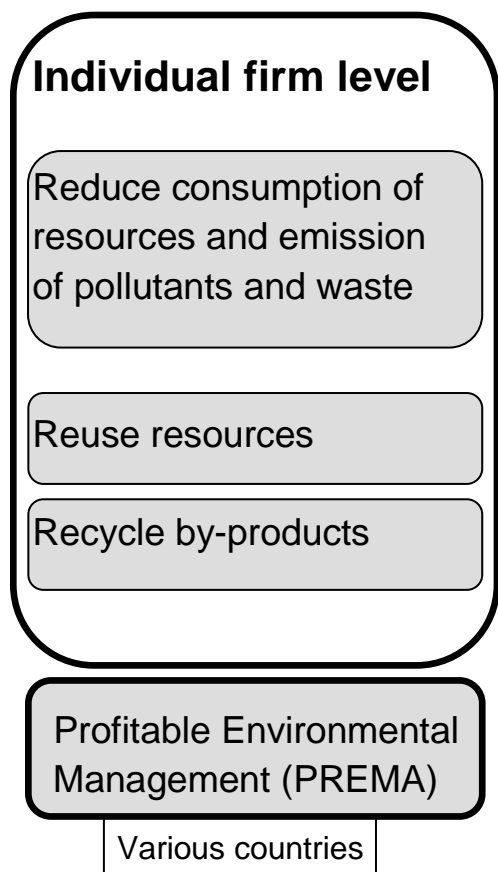 Individual firm level
Reduce consumption of
resources and emission
of pollutants and waste
Reuse resources
Recycle by-products
Profitable Environmental
Management (PREMA)
Various countries